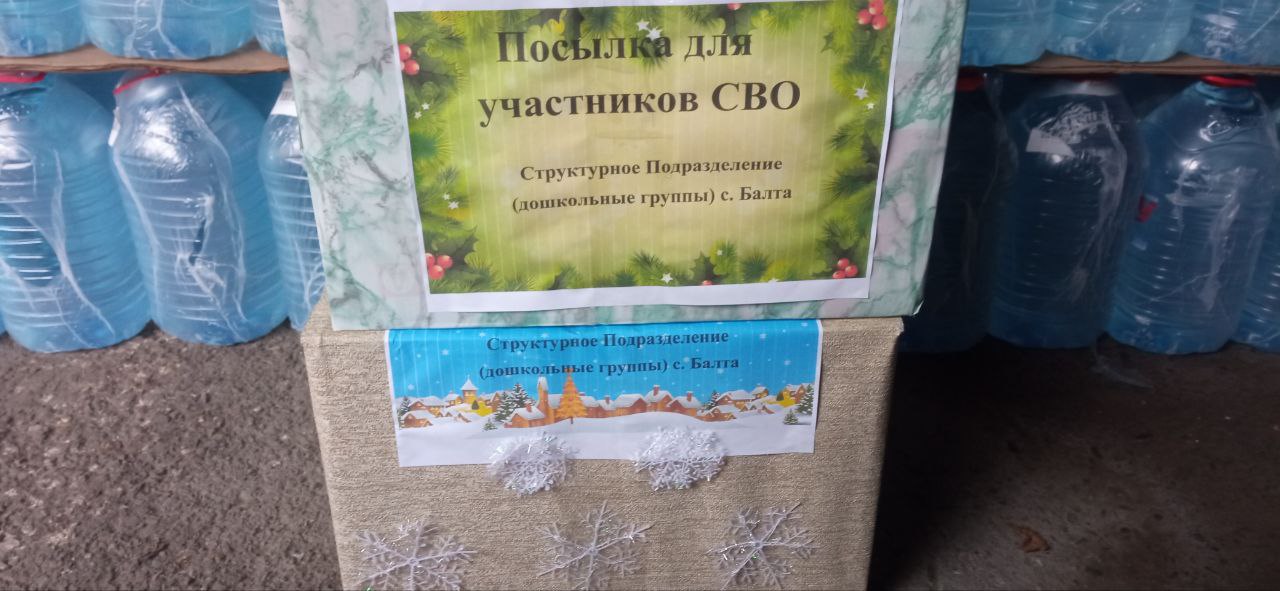 Посылка для
участников СВО
Структурное Подразделение
(дошкольные группы) с. Балта
Структурное Подразделение
(дошкольные группы) с. Балта